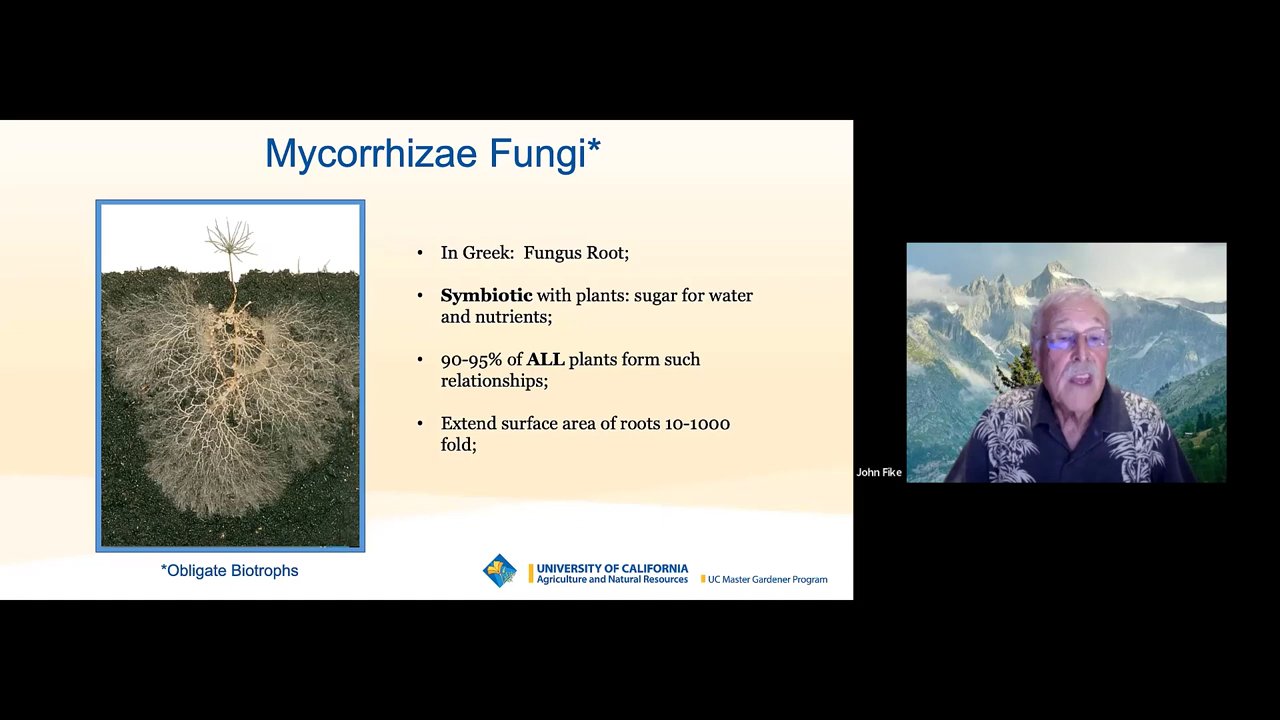 Mycorrhizae Fungi*
• In Greek:  Fungus Root;
• Symbiotic with plants: sugar for water
and nutrients;
• 90-95% of ALL plants form such
relationships;
• Extend surface area of roots 10-1000
fold;
*Obligate Biotrophs
UNIVERSITY OF CALIFORNIA
Agriculture and Natural Resources
UC Master Gardener Program
John Fike